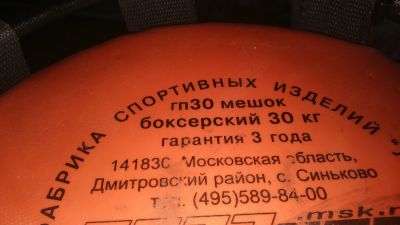 ФАБРИКА СПОРТИВНЫХ ИЗДЕЛИЙ
гп30 мешок
боксерский 30 кг
гарантия 3 года
141830, Московская область,
Дмитровский район, с. Синьково
тел. (495)589-84-00
.msk.r